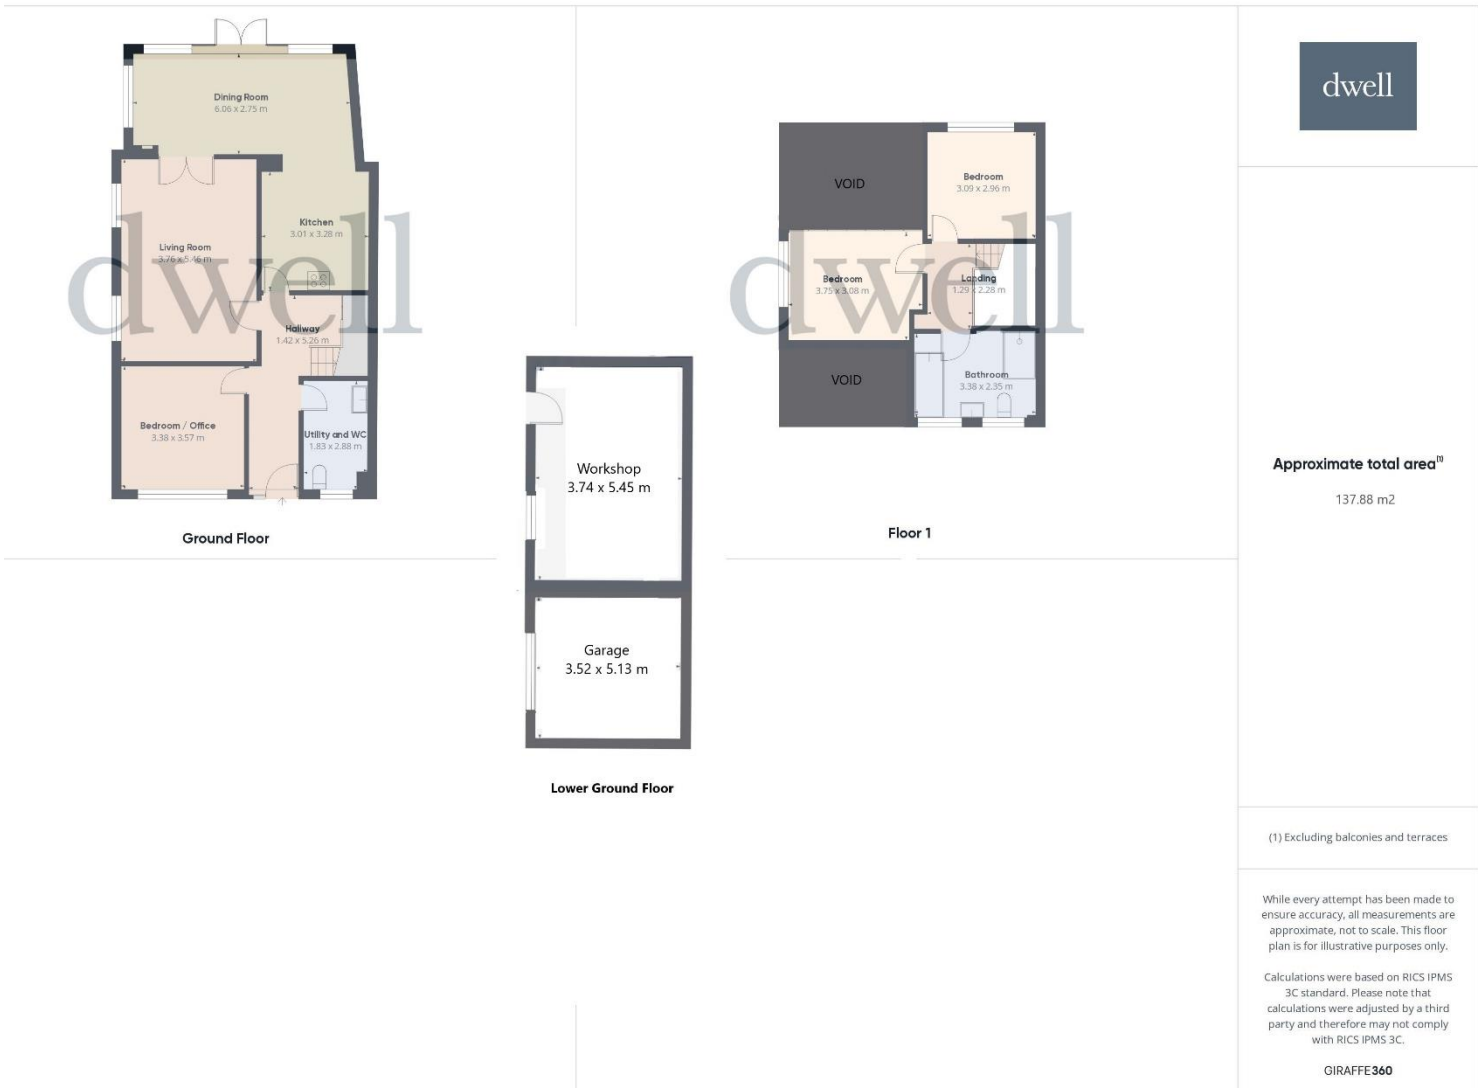 Dining Room
6.06 x 2.75 m
Kitchen
3.01 x 3.28 m
Living Room
3.76 x 5.46 m
Hallway
1.42 x 5.26 m
Bedroom / Office
3.38 x 3.57 m
Utility and WC
1.83 x 2.88 m
dwell
Ground Floor
VOID
Bedroom
3.09 x 2.96 m
Bedroom
3.75 x 3.08 m
Landing
1.29 x 2.28 m
VOID
Bathroom
3.38 x 2.35 m
dwell
Floor 1
Workshop
3.74 x 5.45 m
Garage
3.52 x 5.13 m
Lower Ground Floor
dwell
Approximate total area(1)
137.88 m2
(1) Excluding balconies and terraces
While every attempt has been made to
ensure accuracy, all measurements are
approximate, not to scale. This floor
plan is for illustrative purposes only.
Calculations were based on RICS IPMS
3C standard. Please note that
calculations were adjusted by a third
party and therefore may not comply
with RICS IPMS 3C.
GIRAFFE360